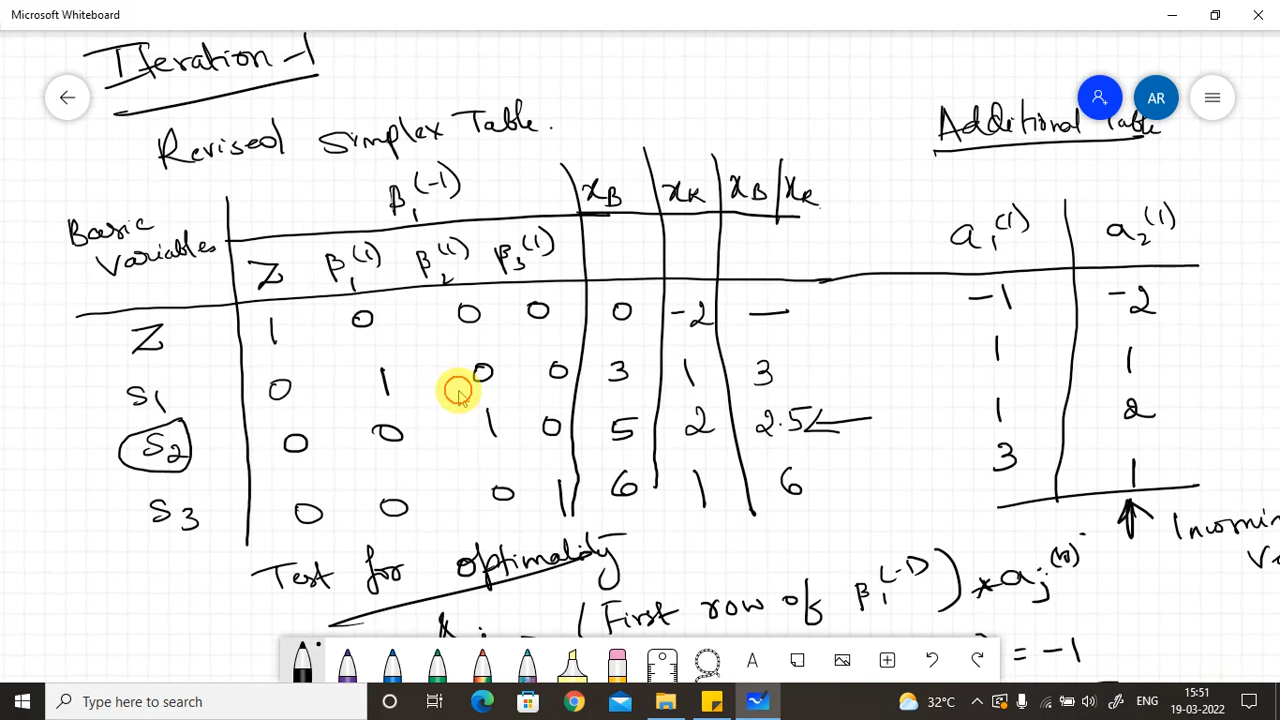 Microsoft Whiteboard
Iteration-1
AR
Revised Simplex Table.
Additional Table
Basic Variables
β₁^(-1)
xB xK xB xK
Z β₁^(1) β₂^(1) β₃^(1)
a₁^(1) a₂^(1)
Z 1 0 0 0 0 -2 —
-1 -2
S1 0 1 0 0 3 1 3
1 1
S2 0 0 1 0 5 2 2.5
1 2
S3 0 0 0 1 6 1 6
3 1
Test for optimality
(First row of β₁^(-1)) * aj
= -1
A
Type here to search
32°C
ENG
15:51
19-03-2022